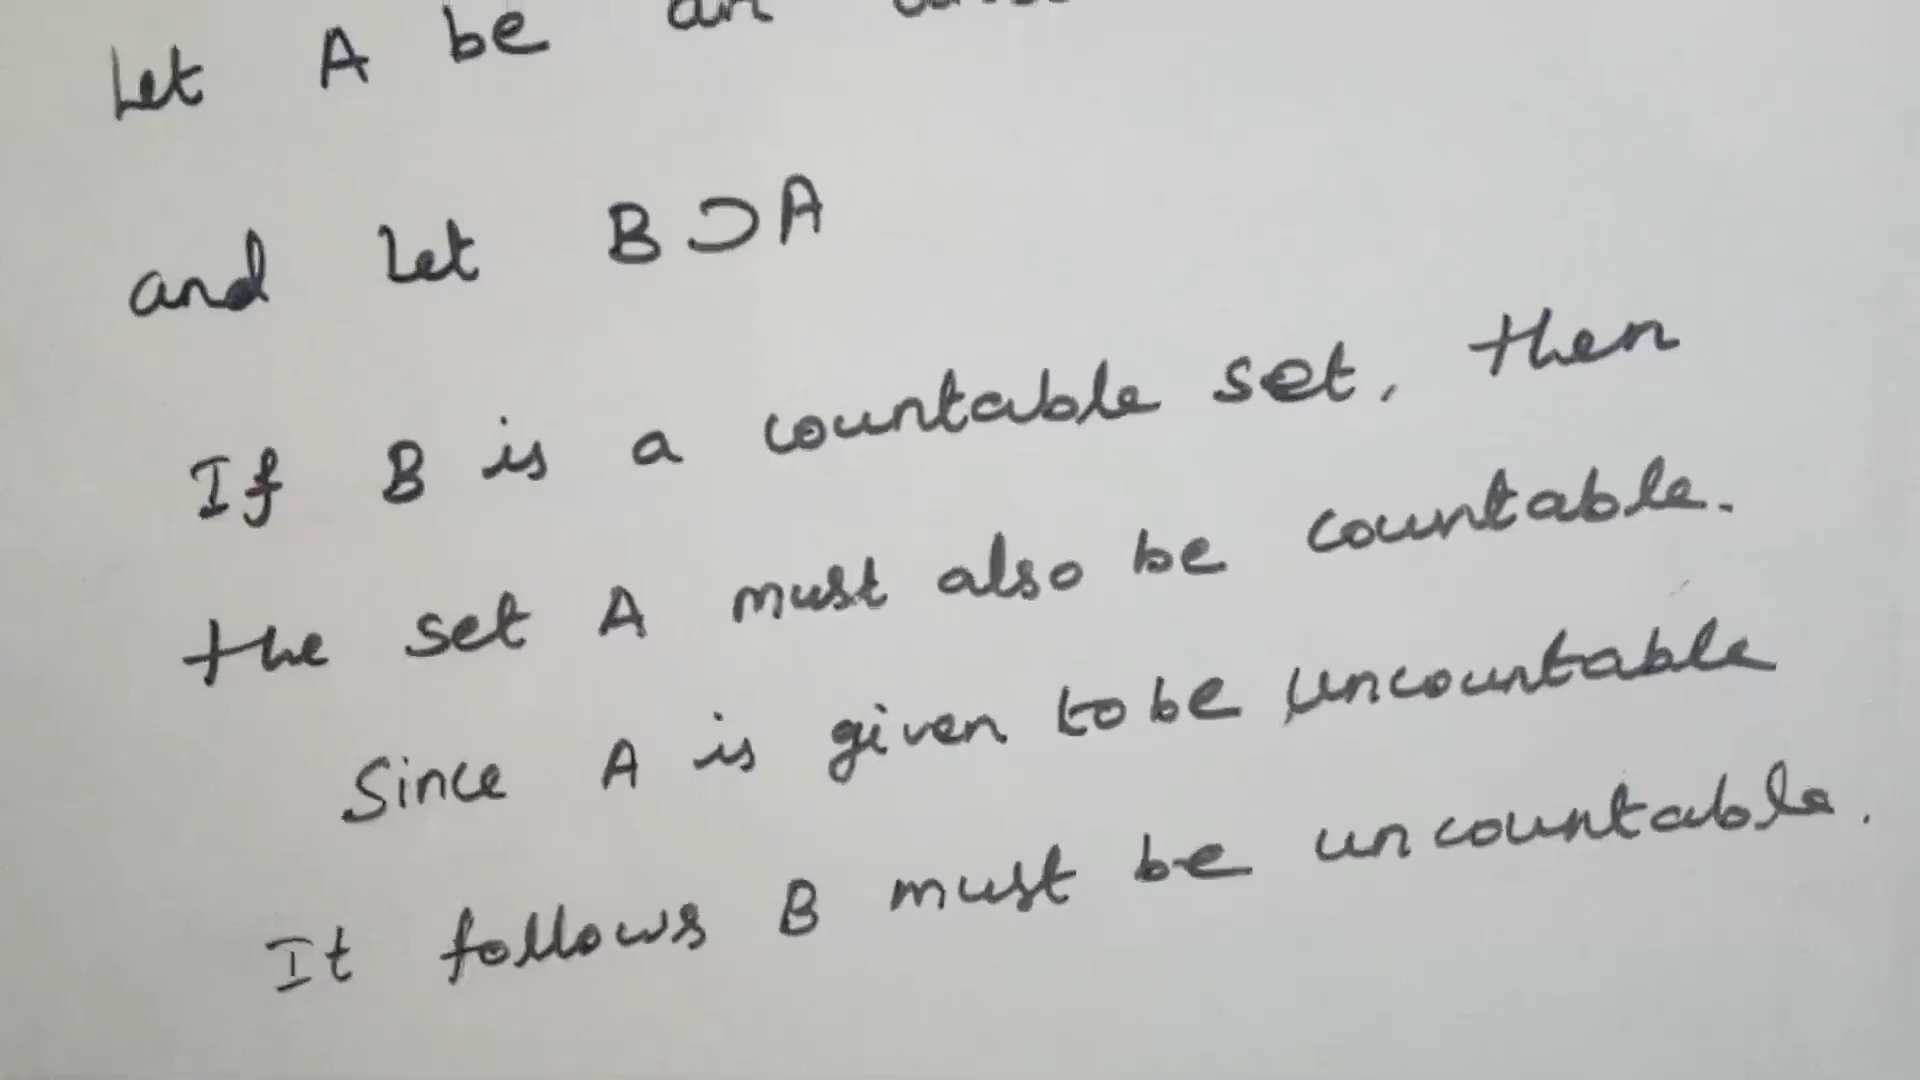 Let A be an
and Let B⊃A
If B is a countable set, then
the set A must also be countable.
Since A is given to be uncountable
It follows B must be uncountable.